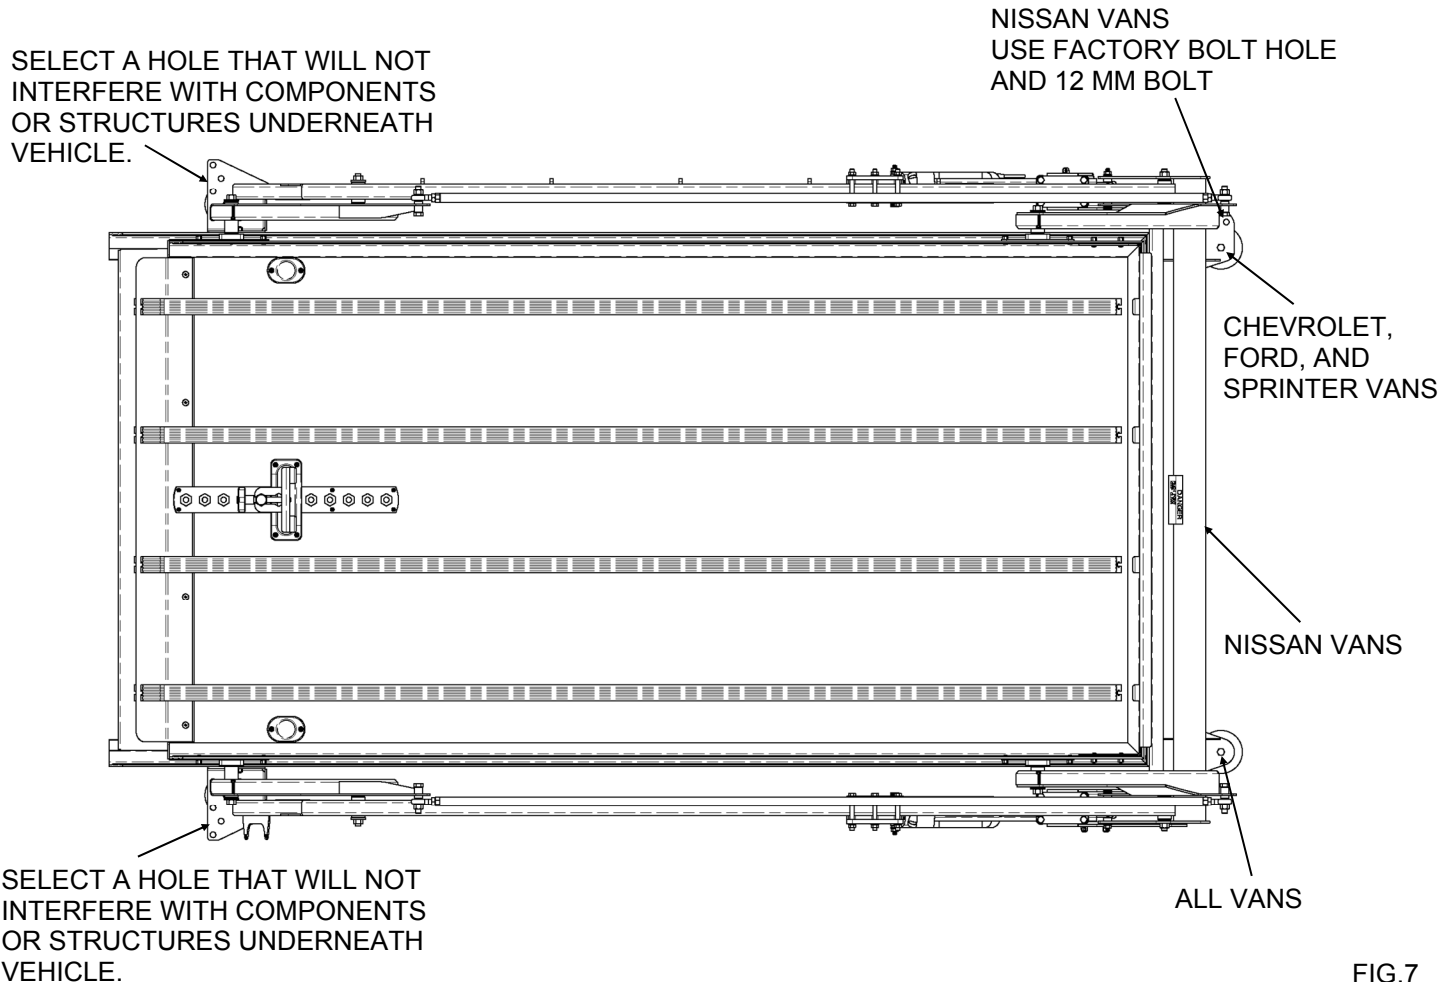 NISSAN VANS
USE FACTORY BOLT HOLE
AND 12 MM BOLT
SELECT A HOLE THAT WILL NOT
INTERFERE WITH COMPONENTS
OR STRUCTURES UNDERNEATH
VEHICLE.
CHEVROLET,
FORD, AND
SPRINTER VANS
DANGER
NISSAN VANS
SELECT A HOLE THAT WILL NOT
INTERFERE WITH COMPONENTS
OR STRUCTURES UNDERNEATH
VEHICLE.
ALL VANS
FIG.7